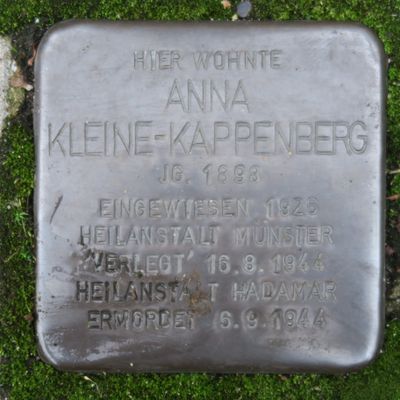 HIER WOHNTE
ANNA
KLEINE-KAPPENBERG
JG. 1898
EINGEWIESEN 1926
HEILANSTALT MÜNSTER
"VERLEGT" 16.8.1944
HEILANSTALT HADAMAR
ERMORDET 6.9.1944